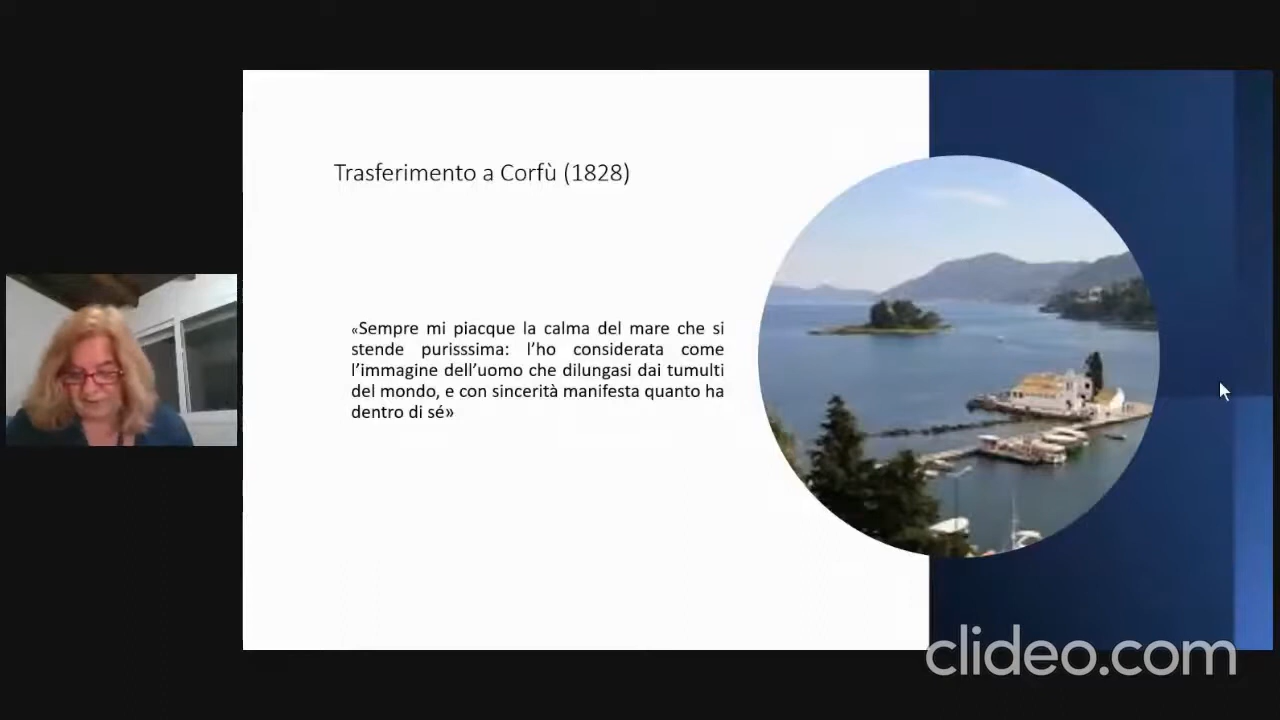 Trasferimento a Corfù (1828)
«Sempre mi piacque la calma del mare che si
stende purisssima: l’ho considerata come
l’immagine dell’uomo che dilungasi dai tumulti
del mondo, e con sincerità manifesta quanto ha
dentro di sé»
clideo.com